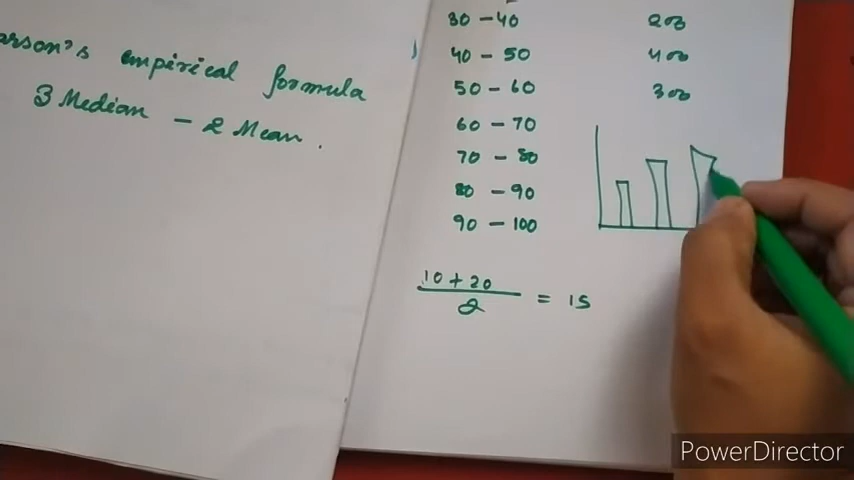 arson's empirical formula
3 Median - 2 Mean.
30 - 40 200
40 - 50 400
50 - 60 300
60 - 70
70 - 80
80 - 90
90 - 100
10 + 20
2
= 15
PowerDirector